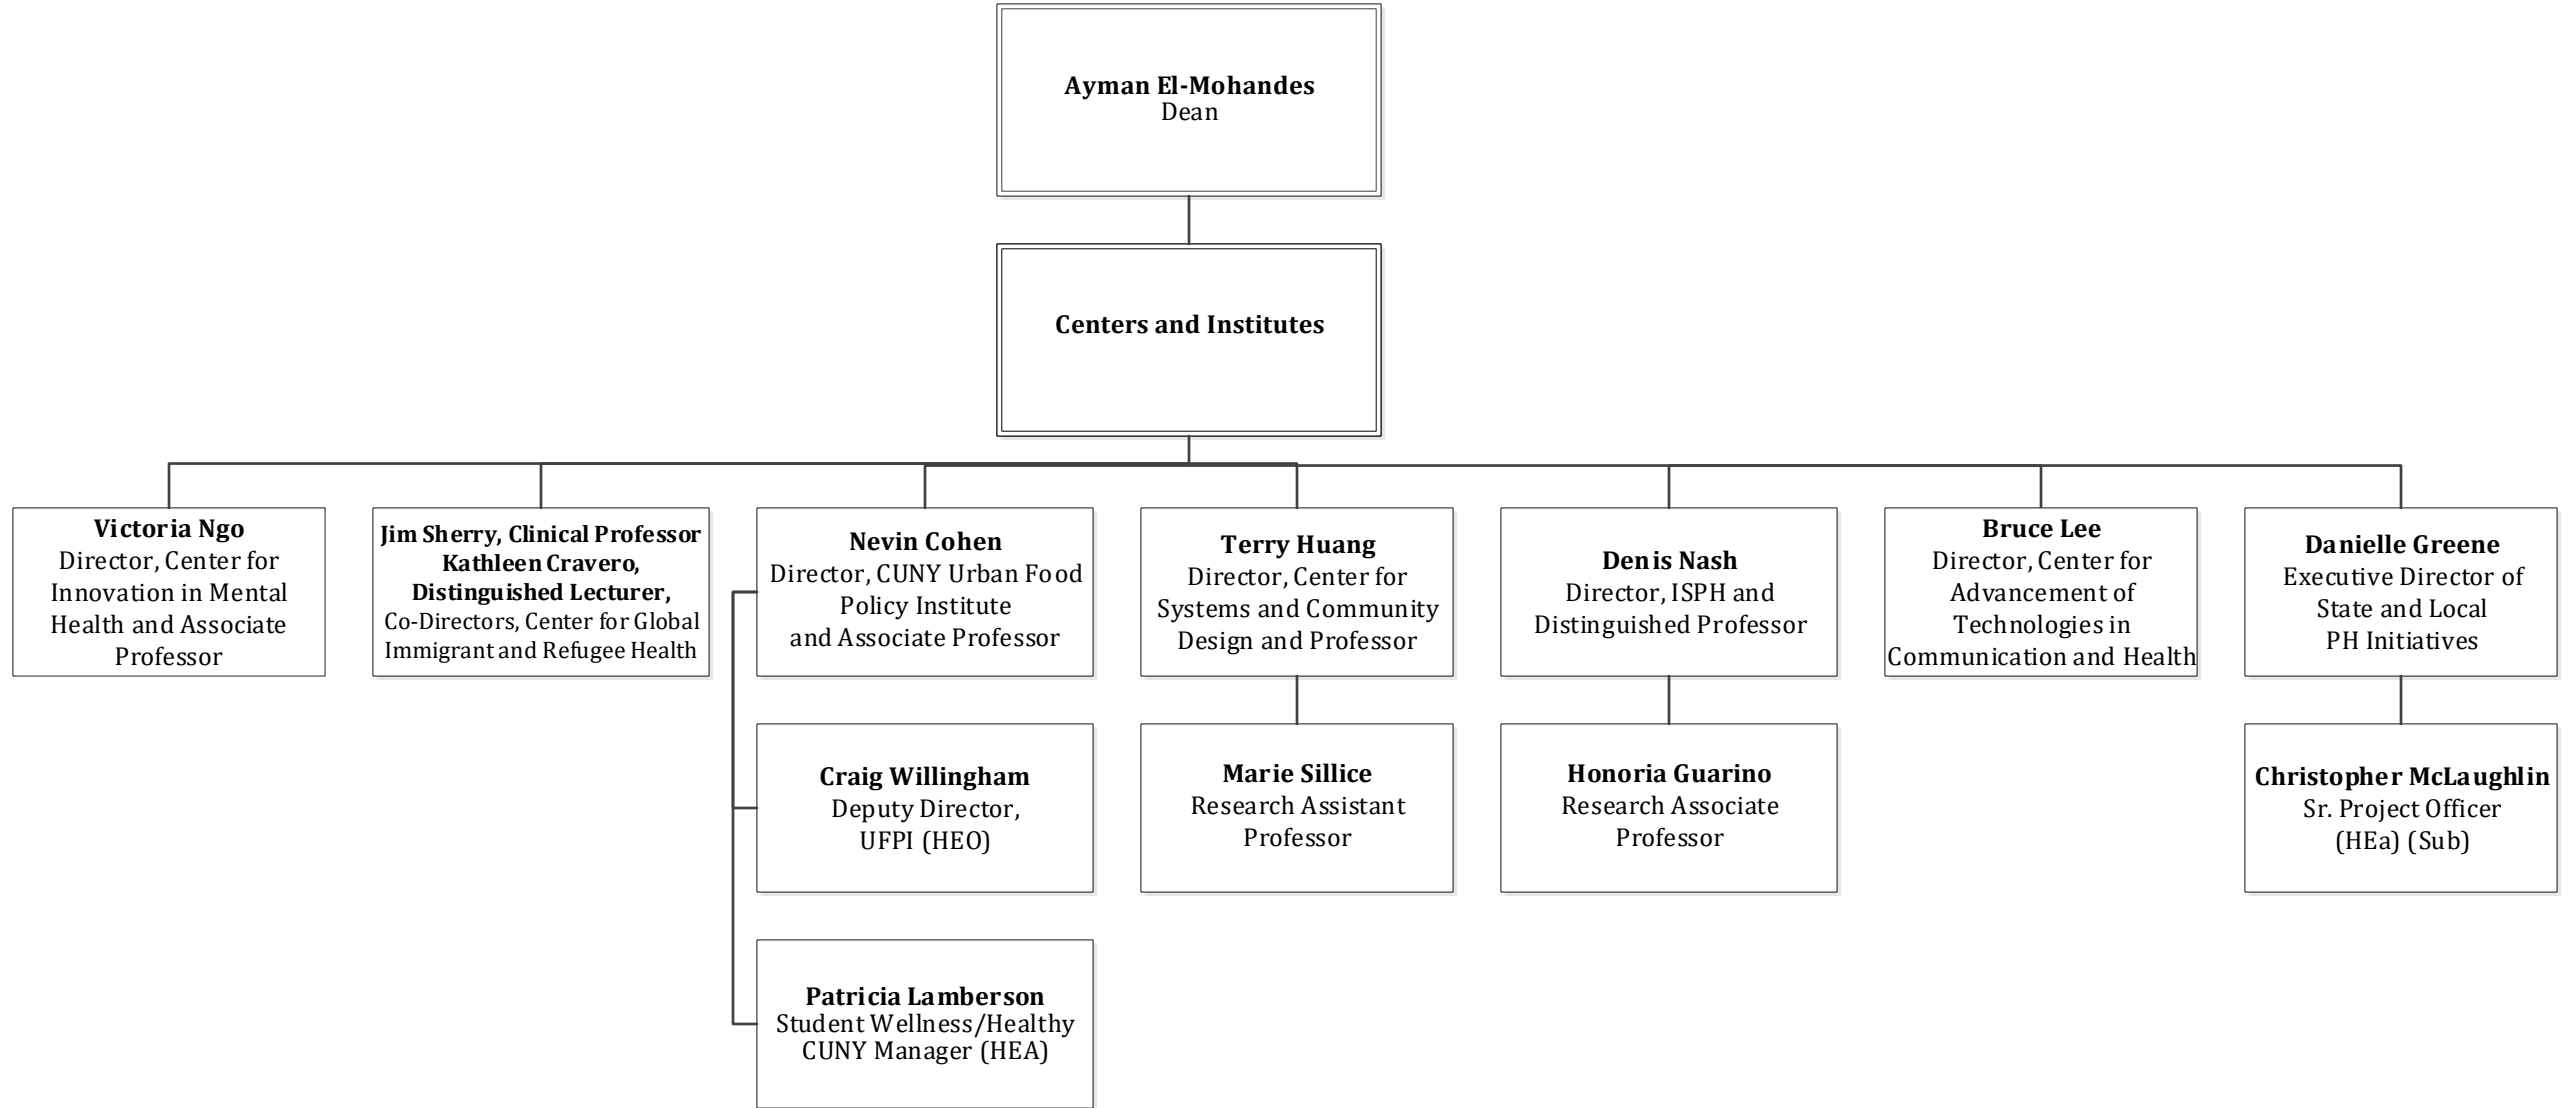 Ayman El-Mohandes
Dean
Centers and Institutes
Victoria Ngo
Director, Center for
Innovation in Mental
Health and Associate
Professor
Jim Sherry, Clinical Professor
Kathleen Cravero,
Distinguished Lecturer,
Co-Directors, Center for Global
Immigrant and Refugee Health
Nevin Cohen
Director, CUNY Urban Food
Policy Institute
and Associate Professor
Terry Huang
Director, Center for
Systems and Community
Design and Professor
Denis Nash
Director, ISPH and
Distinguished Professor
Bruce Lee
Director, Center for
Advancement of
Technologies in
Communication and Health
Danielle Greene
Executive Director of
State and Local
PH Initiatives
Craig Willingham
Deputy Director,
UFPI (HEO)
Marie Sillice
Research Assistant
Professor
Honoria Guarino
Research Associate
Professor
Christopher McLaughlin
Sr. Project Officer
(HEa) (Sub)
Patricia Lamberson
Student Wellness/Healthy
CUNY Manager (HEA)